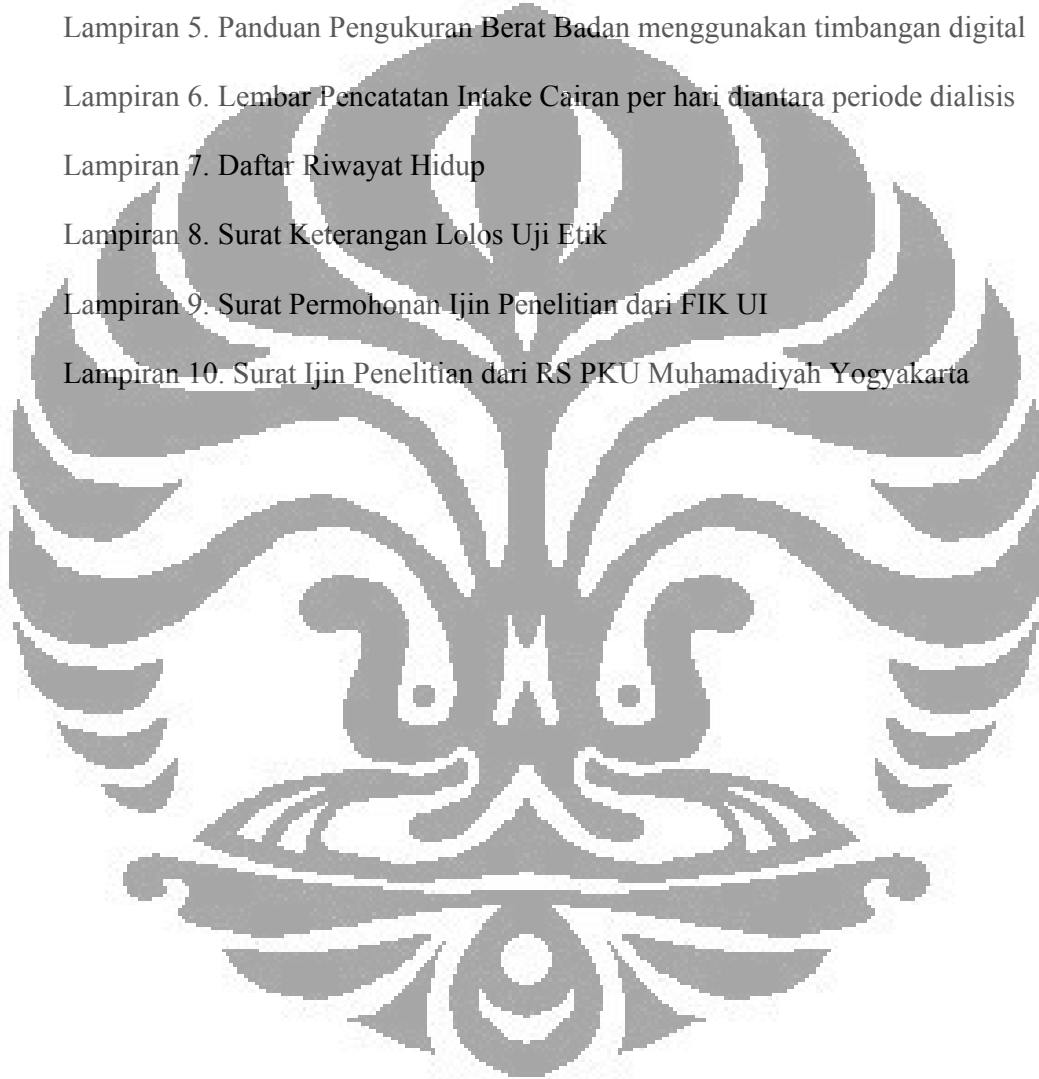 Lampiran 5. Panduan Pengukuran Berat Badan menggunakan timbangan digital
Lampiran 6. Lembar Pencatatan Intake Cairan per hari diantara periode dialisis
Lampiran 7. Daftar Riwayat Hidup
Lampiran 8. Surat Keterangan Lolos Uji Etik
Lampiran 9. Surat Permohonan Ijin Penelitian dari FIK UI
Lampiran 10. Surat Ijin Penelitian dari RS PKU Muhamadiyah Yogyakarta